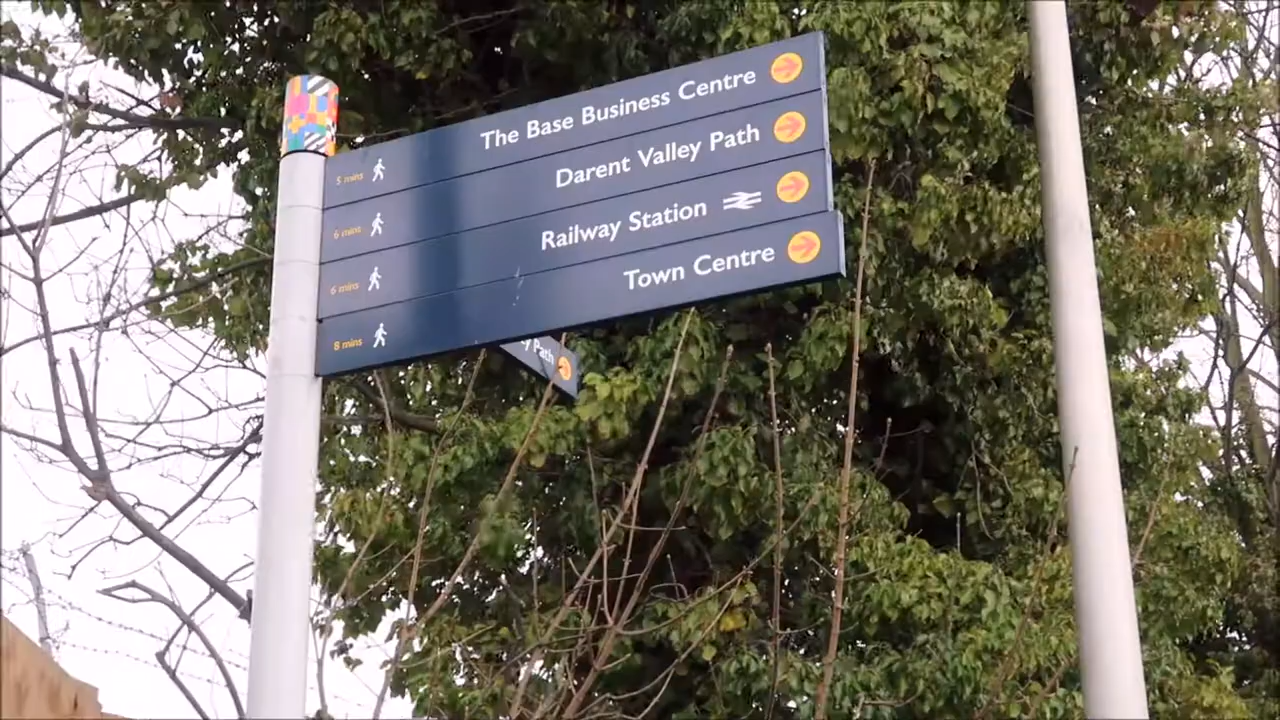 The Base Business Centre
5 mins
Darent Valley Path
6 mins
Railway Station
6 mins
Town Centre
8 mins
y Path